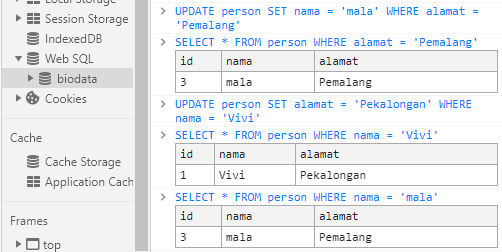 Local Storage
Session Storage
IndexedDB
Web SQL
biodata
Cookies
Cache
Cache Storage
Application Cach
Frames
top
UPDATE person SET nama = 'mala' WHERE alamat =
'Pemalang'
SELECT * FROM person WHERE alamat = 'Pemalang'
id nama alamat
3 mala Pemalang
UPDATE person SET alamat = 'Pekalongan' WHERE
nama = 'Vivi'
SELECT * FROM person WHERE nama = 'Vivi'
id nama alamat
1 Vivi Pekalongan
SELECT * FROM person WHERE nama = 'mala'
id nama alamat
3 mala Pemalang